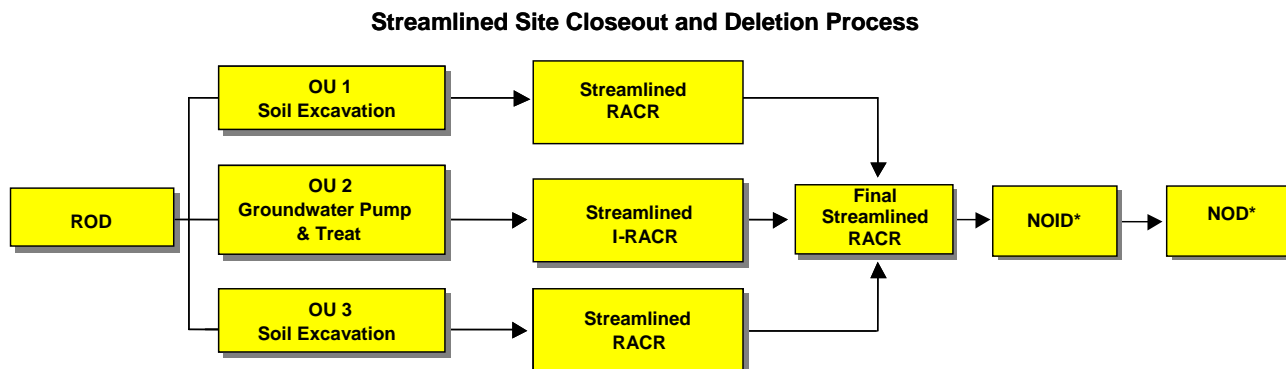 Streamlined Site Closeout and Deletion Process
OU 1
Soil Excavation
Streamlined
RACR
ROD
OU 2
Groundwater Pump
& Treat
Streamlined
I-RACR
Final
Streamlined
RACR
NOID*
NOD*
OU 3
Soil Excavation
Streamlined
RACR